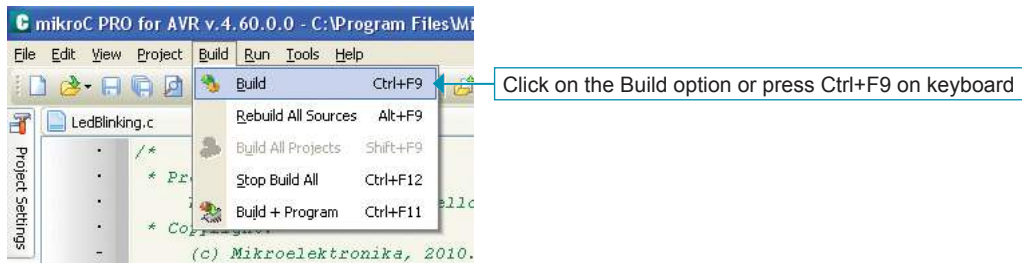 mikroC PRO for AVR v.4.60.0.0 - C:\Program Files\Mi
File Edit View Project Build Run Tools Help
Build Ctrl+F9
Click on the Build option or press Ctrl+F9 on keyboard
Rebuild All Sources Alt+F9
Build All Projects Shift+F9
Stop Build All Ctrl+F12
Build + Program Ctrl+F11
LedBlinking.c
Project Settings
/*
* Pr
* Co
(c) Mikroelektronika, 2010.